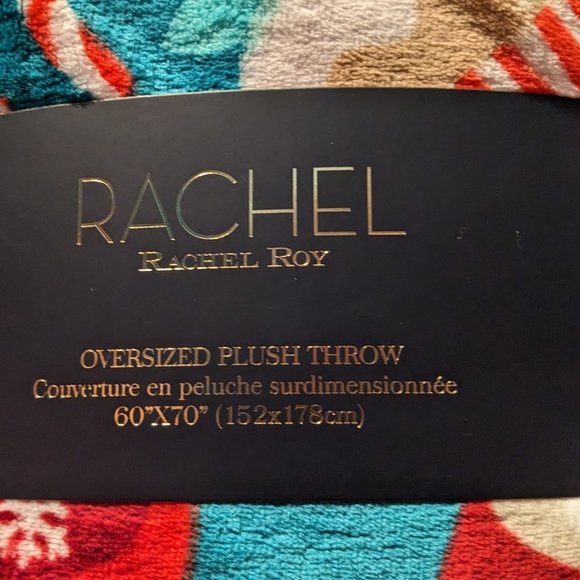 RACHEL
RACHEL ROY
OVERSIZED PLUSH THROW
Couverture en peluche surdimensionnée
60"X70" (152x178cm)